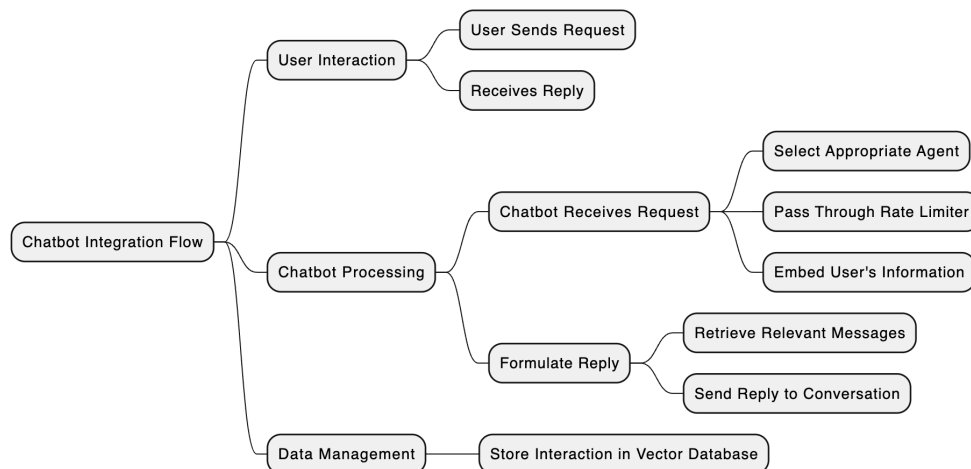 User Sends Request
User Interaction
Receives Reply
Select Appropriate Agent
Chatbot Receives Request
Pass Through Rate Limiter
Chatbot Integration Flow
Chatbot Processing
Embed User's Information
Retrieve Relevant Messages
Formulate Reply
Send Reply to Conversation
Data Management
Store Interaction in Vector Database